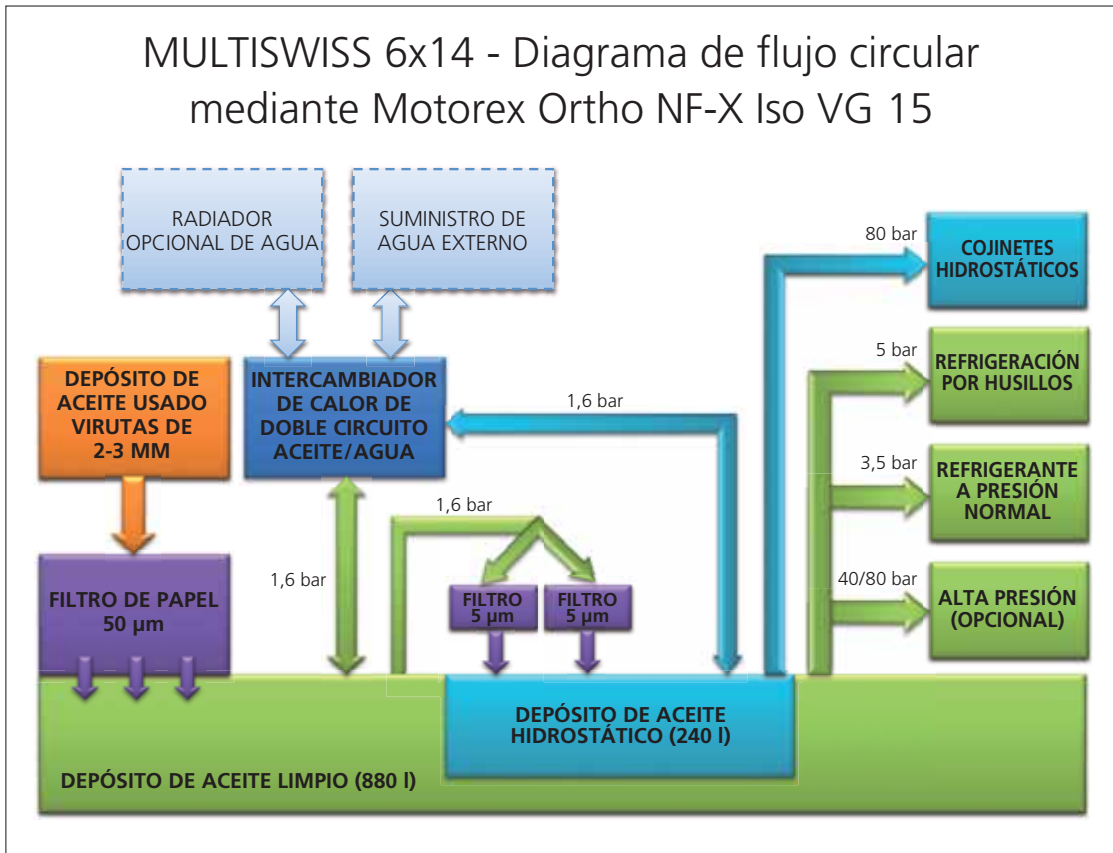 MULTISWISS 6x14 - Diagrama de flujo circular
mediante Motorex Ortho NF-X Iso VG 15
RADIADOR
OPCIONAL DE AGUA
SUMINISTRO DE
AGUA EXTERNO
80 bar
COJINETES
HIDROSTÁTICOS
DEPÓSITO DE
ACEITE USADO
VIRUTAS DE
2-3 MM
INTERCAMBIADOR
DE CALOR DE
DOBLE CIRCUITO
ACEITE/AGUA
1,6 bar
5 bar
REFRIGERACIÓN
POR HUSILLOS
3,5 bar
REFRIGERANTE
A PRESIÓN
NORMAL
1,6 bar
1,6 bar
FILTRO DE PAPEL
50 µm
FILTRO
5 µm
FILTRO
5 µm
40/80 bar
ALTA PRESIÓN
(OPCIONAL)
DEPÓSITO DE ACEITE
HIDROSTÁTICO (240 l)
DEPÓSITO DE ACEITE LIMPIO (880 l)